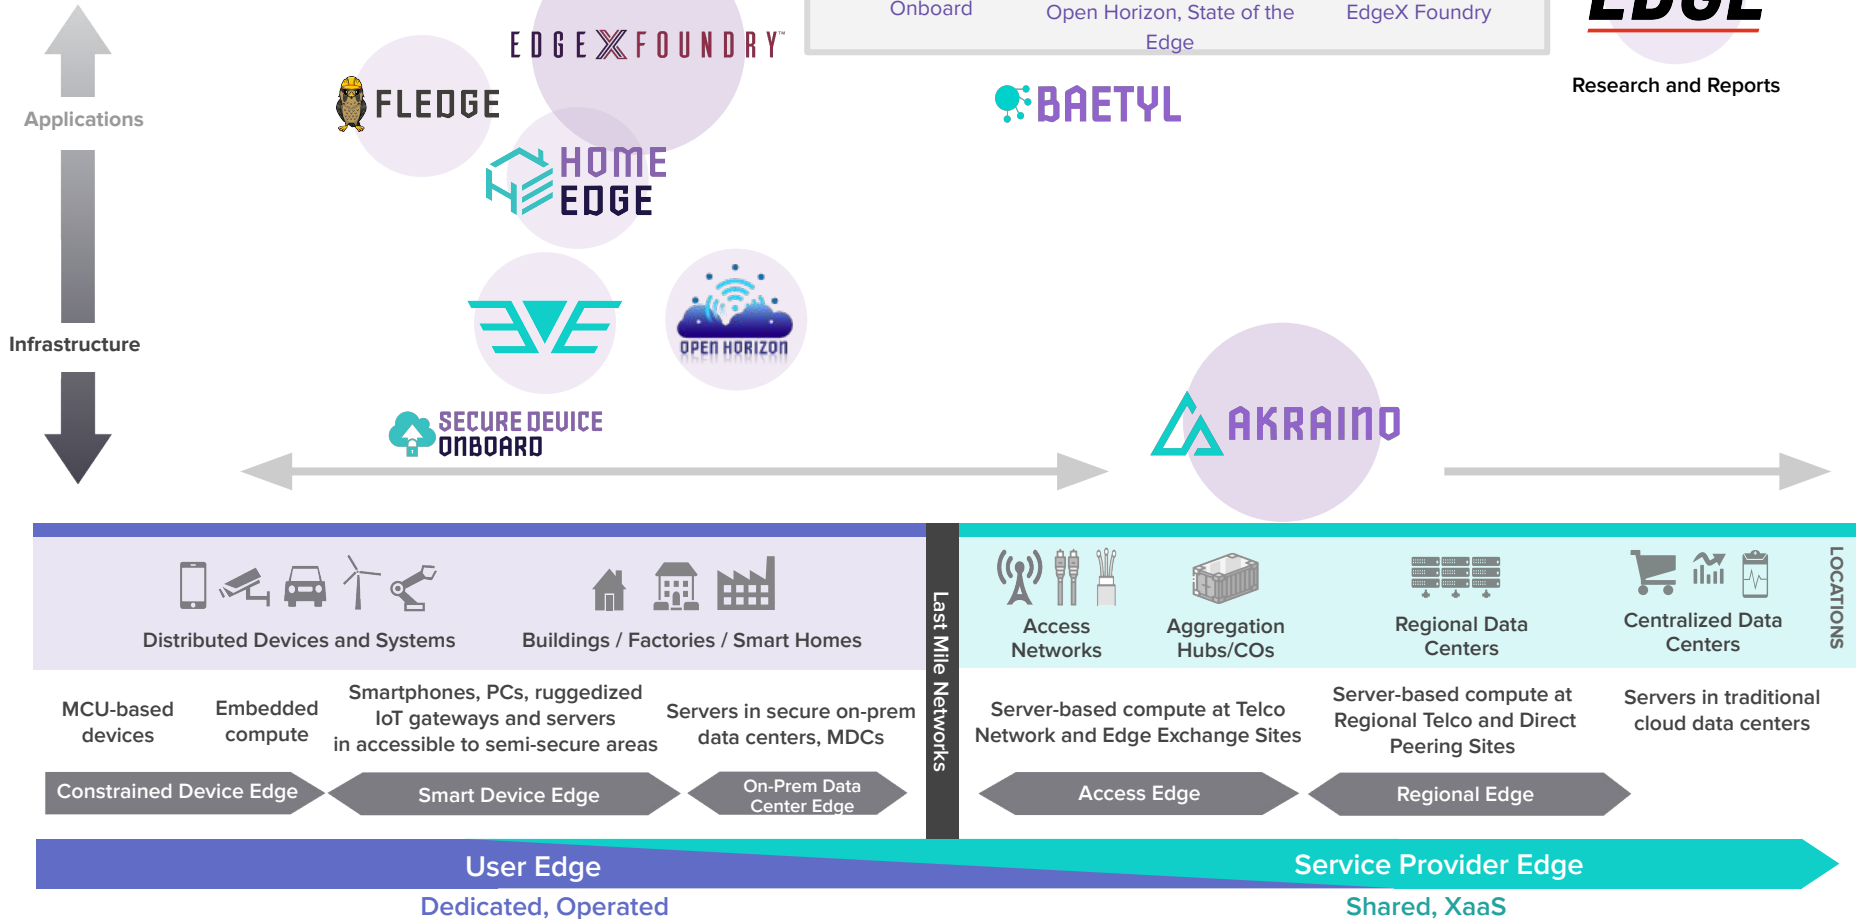 Onboard
Open Horizon, State of the
Edge
EdgeX Foundry
EDGE
EDGEXFOUNDRY™
Research and Reports
FLEDGE
BAETYL
Applications
HOME
EDGE
EVE
OPEN HORIZON
Infrastructure
SECURE DEVICE
ONBOARD
AKRAINO
LOCATIONS
Distributed Devices and Systems
Buildings / Factories / Smart Homes
Last Mile Networks
Access
Networks
Aggregation
Hubs/COs
Regional Data
Centers
Centralized Data
Centers
MCU-based
devices
Embedded
compute
Smartphones, PCs, ruggedized
IoT gateways and servers
in accessible to semi-secure areas
Servers in secure on-prem
data centers, MDCs
Server-based compute at Telco
Network and Edge Exchange Sites
Server-based compute at
Regional Telco and Direct
Peering Sites
Servers in traditional
cloud data centers
Constrained Device Edge
Smart Device Edge
On-Prem Data
Center Edge
Access Edge
Regional Edge
User Edge
Service Provider Edge
Dedicated, Operated
Shared, XaaS